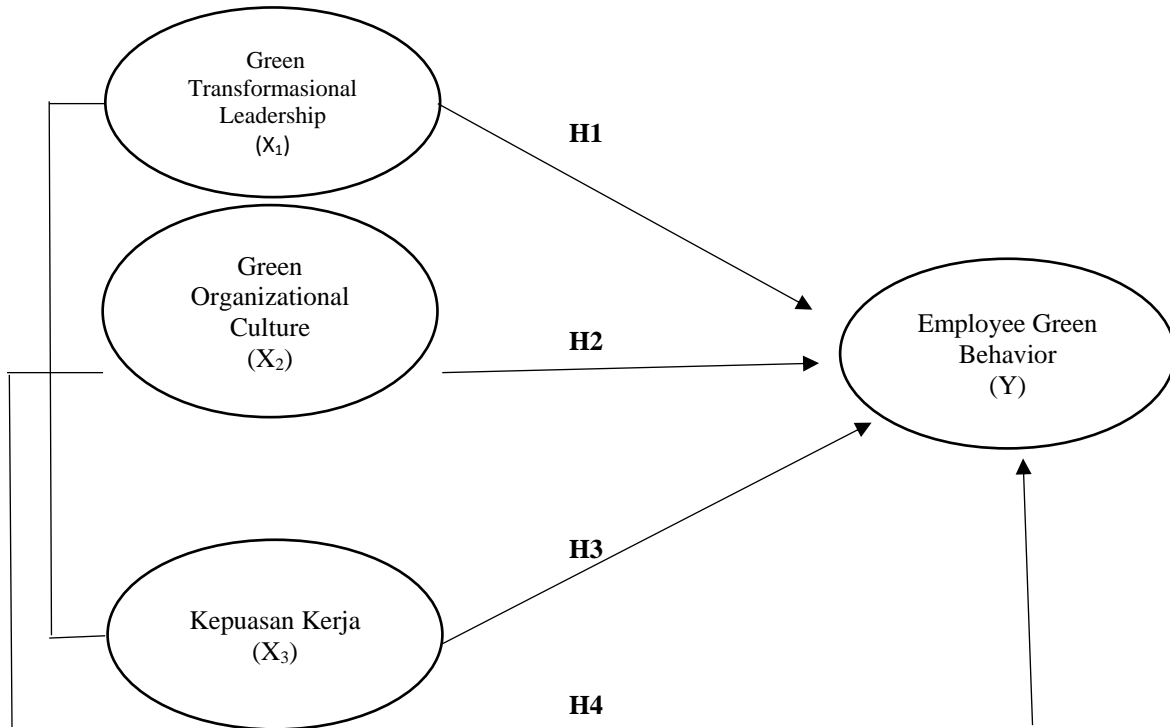 Green
Transformasional
Leadership
(X₁)
H1
Green
Organizational
Culture
(X₂)
H2
Employee Green
Behavior
(Y)
H3
Kepuasan Kerja
(X₃)
H4